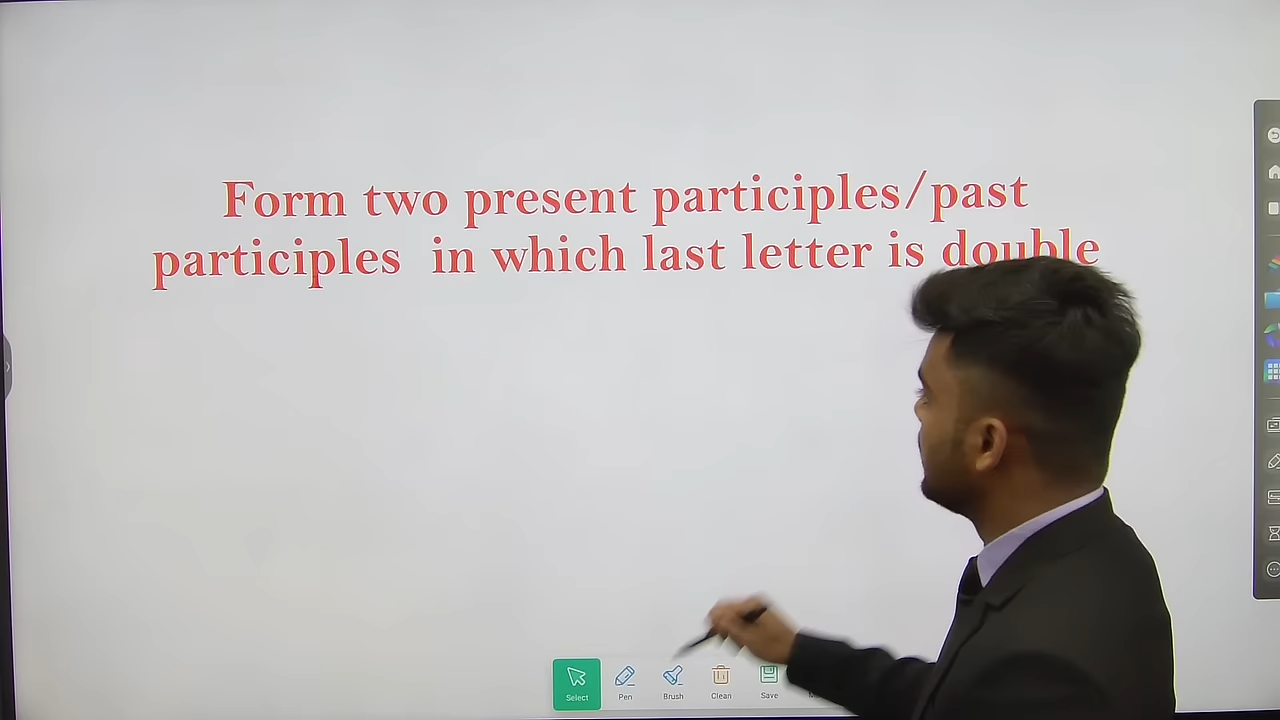 Form two present participles/past
participles in which last letter is double
Select Pen Brush Clean Save